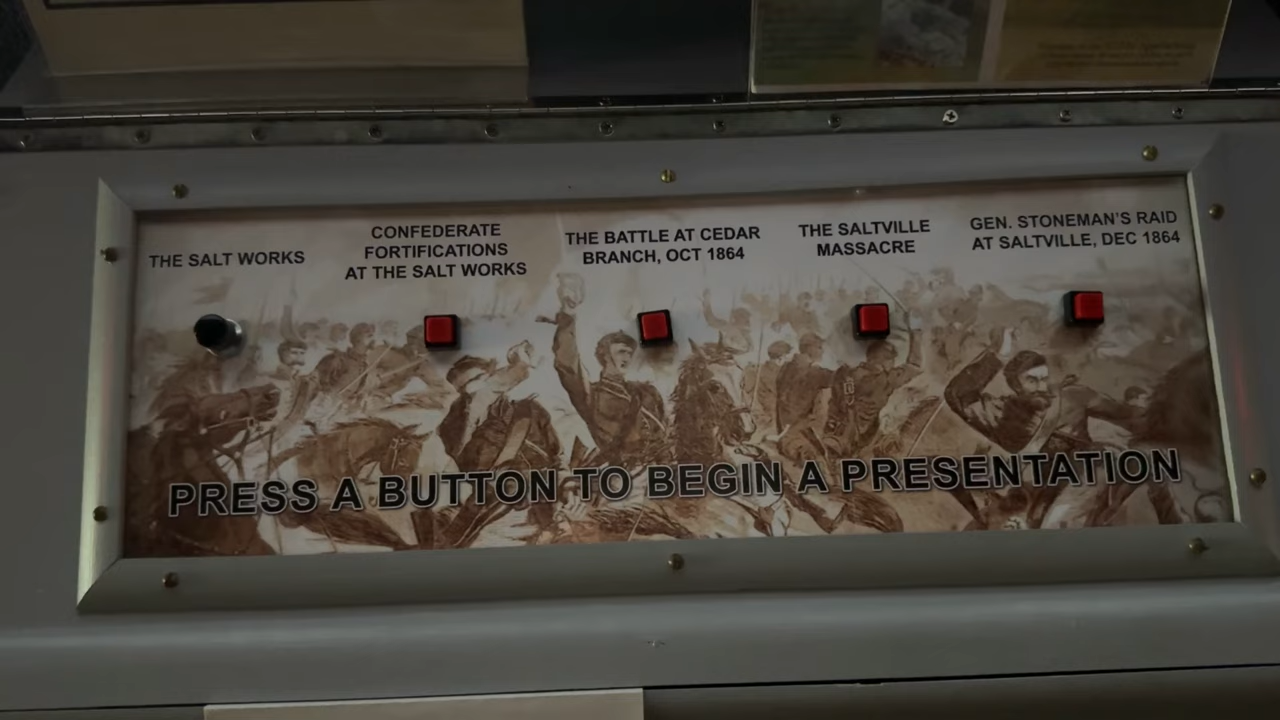 THE SALT WORKS
CONFEDERATE
FORTIFICATIONS
AT THE SALT WORKS
THE BATTLE AT CEDAR
BRANCH, OCT 1864
THE SALTVILLE
MASSACRE
GEN. STONEMAN'S RAID
AT SALTVILLE, DEC 1864
PRESS A BUTTON TO BEGIN A PRESENTATION